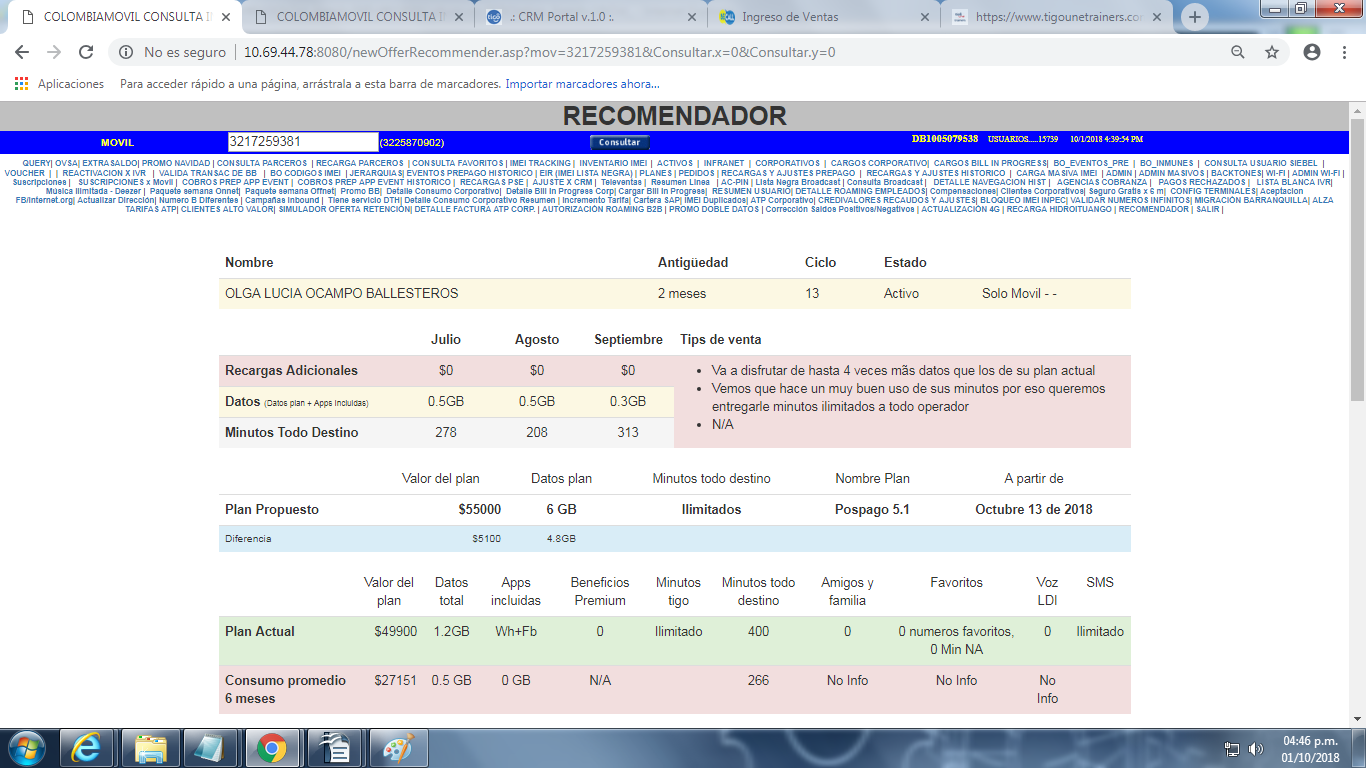 COLOMBIAMOVIL CONSULTA I
COLOMBIAMOVIL CONSULTA I
.: CRM Portal v.1.0 :.
Ingreso de Ventas
https://www.tigounetrainers.co
No es seguro | 10.69.44.78:8080/newOfferRecommender.asp?mov=3217259381&Consultar.x=0&Consultar.y=0
Aplicaciones Para acceder rápido a una página, arrástrala a esta barra de marcadores. Importar marcadores ahora...
RECOMENDADOR
MOVIL 3217259381 (3225870902) Consultar DB1005079538 USUARIOS.....15739 10/1/2018 4:39:54 PM
QUERY| OVSA| EXTRASALDO| PROMO NAVIDAD | CONSULTA PARCEROS | RECARGA PARCEROS | CONSULTA FAVORITOS | IMEI TRACKING | INVENTARIO IMEI | ACTIVOS | INFRANET | CORPORATIVOS | CARGOS CORPORATIVO| CARGOS BILL IN PROGRESS| BO_EVENTOS_PRE | BO_INMUNES | CONSULTA USUARIO SIEBEL |
VOUCHER | | REACTIVACION X IVR | VALIDA TRANSAC DE BB | BO CODIGOS IMEI | JERARQUIAS| EVENTOS PREPAGO HISTORICO | EIR (IMEI LISTA NEGRA) | PLANES | PEDIDOS | RECARGAS Y AJUSTES PREPAGO | RECARGAS Y AJUSTES HISTORICO | CARGA MASIVA IMEI | ADMIN | ADMIN MASIVOS | BACKTONES| WI-FI | ADMIN WI-FI |
Suscripciones | SUSCRIPCIONES x Movil | COBROS PREP APP EVENT | COBROS PREP APP EVENT HISTORICO | RECARGAS PSE | AJUSTE X CRM | Televentas | Resumen Linea | AC-PIN | Lista Negra Broadcast | Consulta Broadcast | DETALLE NAVEGACION HIST | AGENCIAS COBRANZA | PAGOS RECHAZADOS | LISTA BLANCA IVR|
Musica Ilimitada - Deezer | Paquete semana Onnet| Paquete semana Offnet| Promo BB| Detalle Consumo Corporativo| Detalle Bill In Progress Corp| Cargar Bill In Progress| RESUMEN USUARIO| DETALLE ROAMING EMPLEADOS| Compensaciones| Clientes Corporativos| Seguro Gratis x 6 m| CONFIG TERMINALES| Aceptacion
FB/Internet.org| Actualizar Dirección| Numero B Diferentes | Campañas Inbound | Tiene servicio DTH| Detalle Consumo Corporativo Resumen | Incremento Tarifa| Cartera SAP| IMEI Duplicados| ATP Corporativo| CREDIVALORES RECAUDOS Y AJUSTES| BLOQUEO IMEI INPEC| VALIDAR NUMEROS INFINITOS| MIGRACIÓN BARRANQUILLA| ALZA
TARIFAS ATP| CLIENTES ALTO VALOR| SIMULADOR OFERTA RETENCIÓN| DETALLE FACTURA ATP CORP. | AUTORIZACIÓN ROAMING B2B | PROMO DOBLE DATOS | Corrección Saldos Positivos/Negativos | ACTUALIZACIÓN 4G | RECARGA HIDROITUANGO | RECOMENDADOR | SALIR |
Nombre Antigüedad Ciclo Estado
OLGA LUCIA OCAMPO BALLESTEROS 2 meses 13 Activo Solo Movil - -
Julio Agosto Septiembre Tips de venta
Recargas Adicionales $0 $0 $0
Datos (Datos plan + Apps Incluidas) 0.5GB 0.5GB 0.3GB
Minutos Todo Destino 278 208 313
• Va a disfrutar de hasta 4 veces mãs datos que los de su plan actual
• Vemos que hace un muy buen uso de sus minutos por eso queremos
entregarle minutos ilimitados a todo operador
• N/A
Valor del plan Datos plan Minutos todo destino Nombre Plan A partir de
Plan Propuesto $55000 6 GB Ilimitados Pospago 5.1 Octubre 13 de 2018
Diferencia $5100 4.8GB
Valor del plan Datos total Apps incluidas Beneficios Premium Minutos tigo Minutos todo destino Amigos y familia Favoritos Voz LDI SMS
Plan Actual $49900 1.2GB Wh+Fb 0 Ilimitado 400 0 0 numeros favoritos, 0 Min NA 0 Ilimitado
Consumo promedio 6 meses $27151 0.5 GB 0 GB N/A 266 No Info No Info No Info
04:46 p.m.
01/10/2018